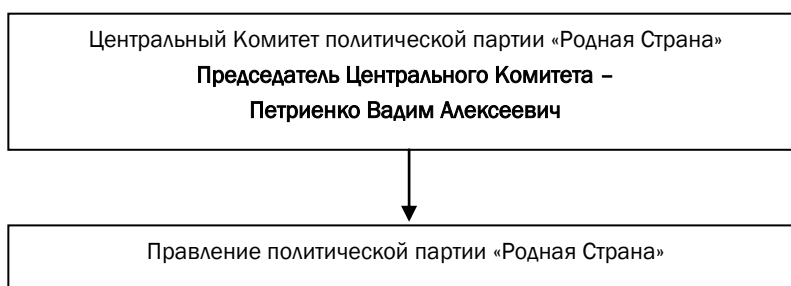 Центральный Комитет политической партии «Родная Страна»
Председатель Центрального Комитета –
Петриенко Вадим Алексеевич
Правление политической партии «Родная Страна»